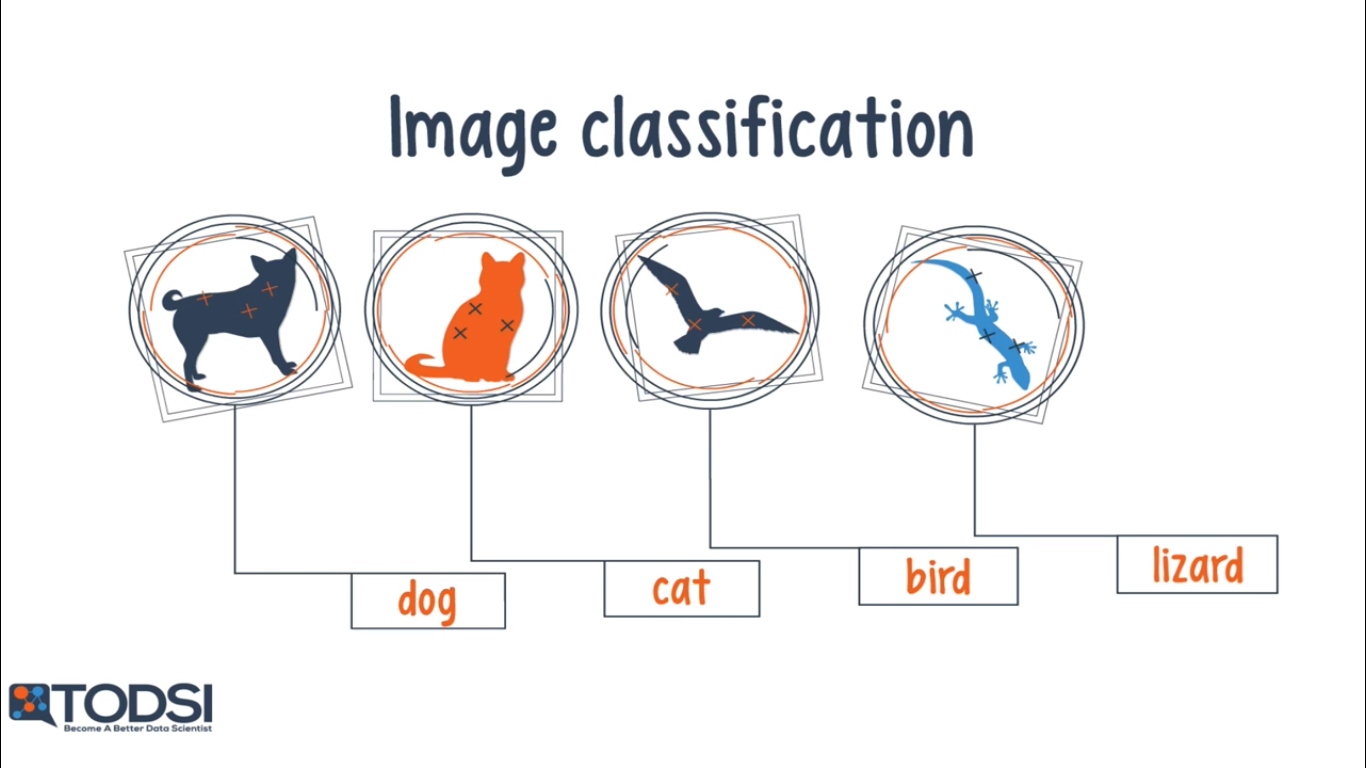 Image classification
dog
cat
bird
lizard
TODSI
Become A Better Data Scientist